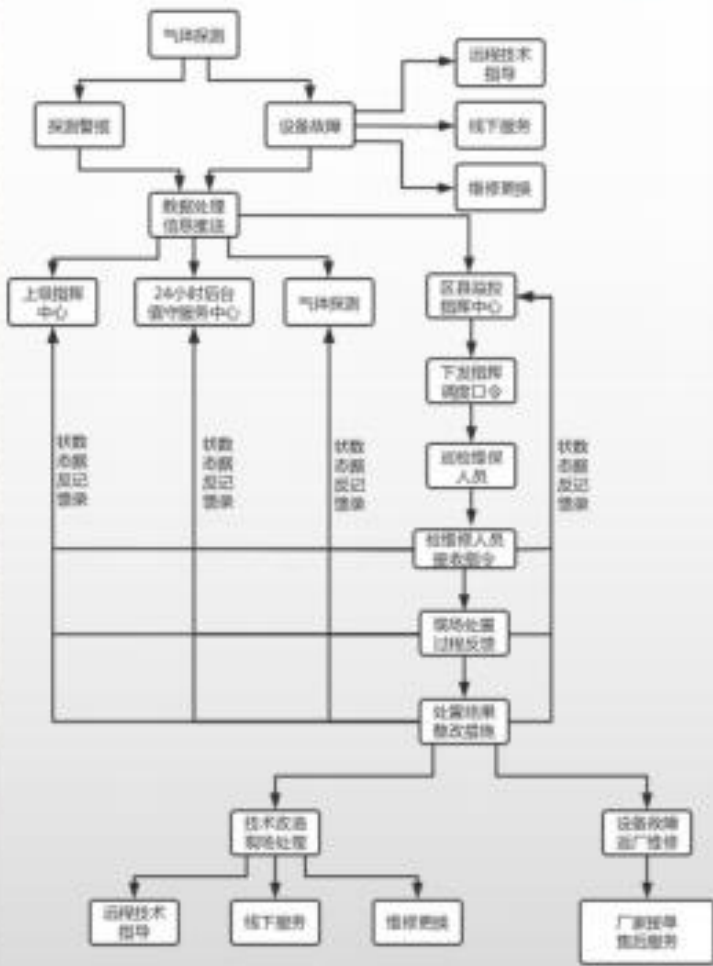 气体探测
远程技术
指导
探测警报
设备故障
线下服务
维修更换
数据处理
信息推送
上级指挥
中心
24小时后台
值守服务中心
气体探测
区县监控
指挥中心
下发指挥
调度口令
巡检维保
人员
状数
态据
反记
馈录
状数
态据
反记
馈录
状数
态据
反记
馈录
状数
态据
反记
馈录
检维修人员
接收指令
现场处置
过程反馈
处置结果
整改措施
技术改造
现场处理
设备故障
返厂维修
远程技术
指导
线下服务
维修更换
厂家接单
售后服务